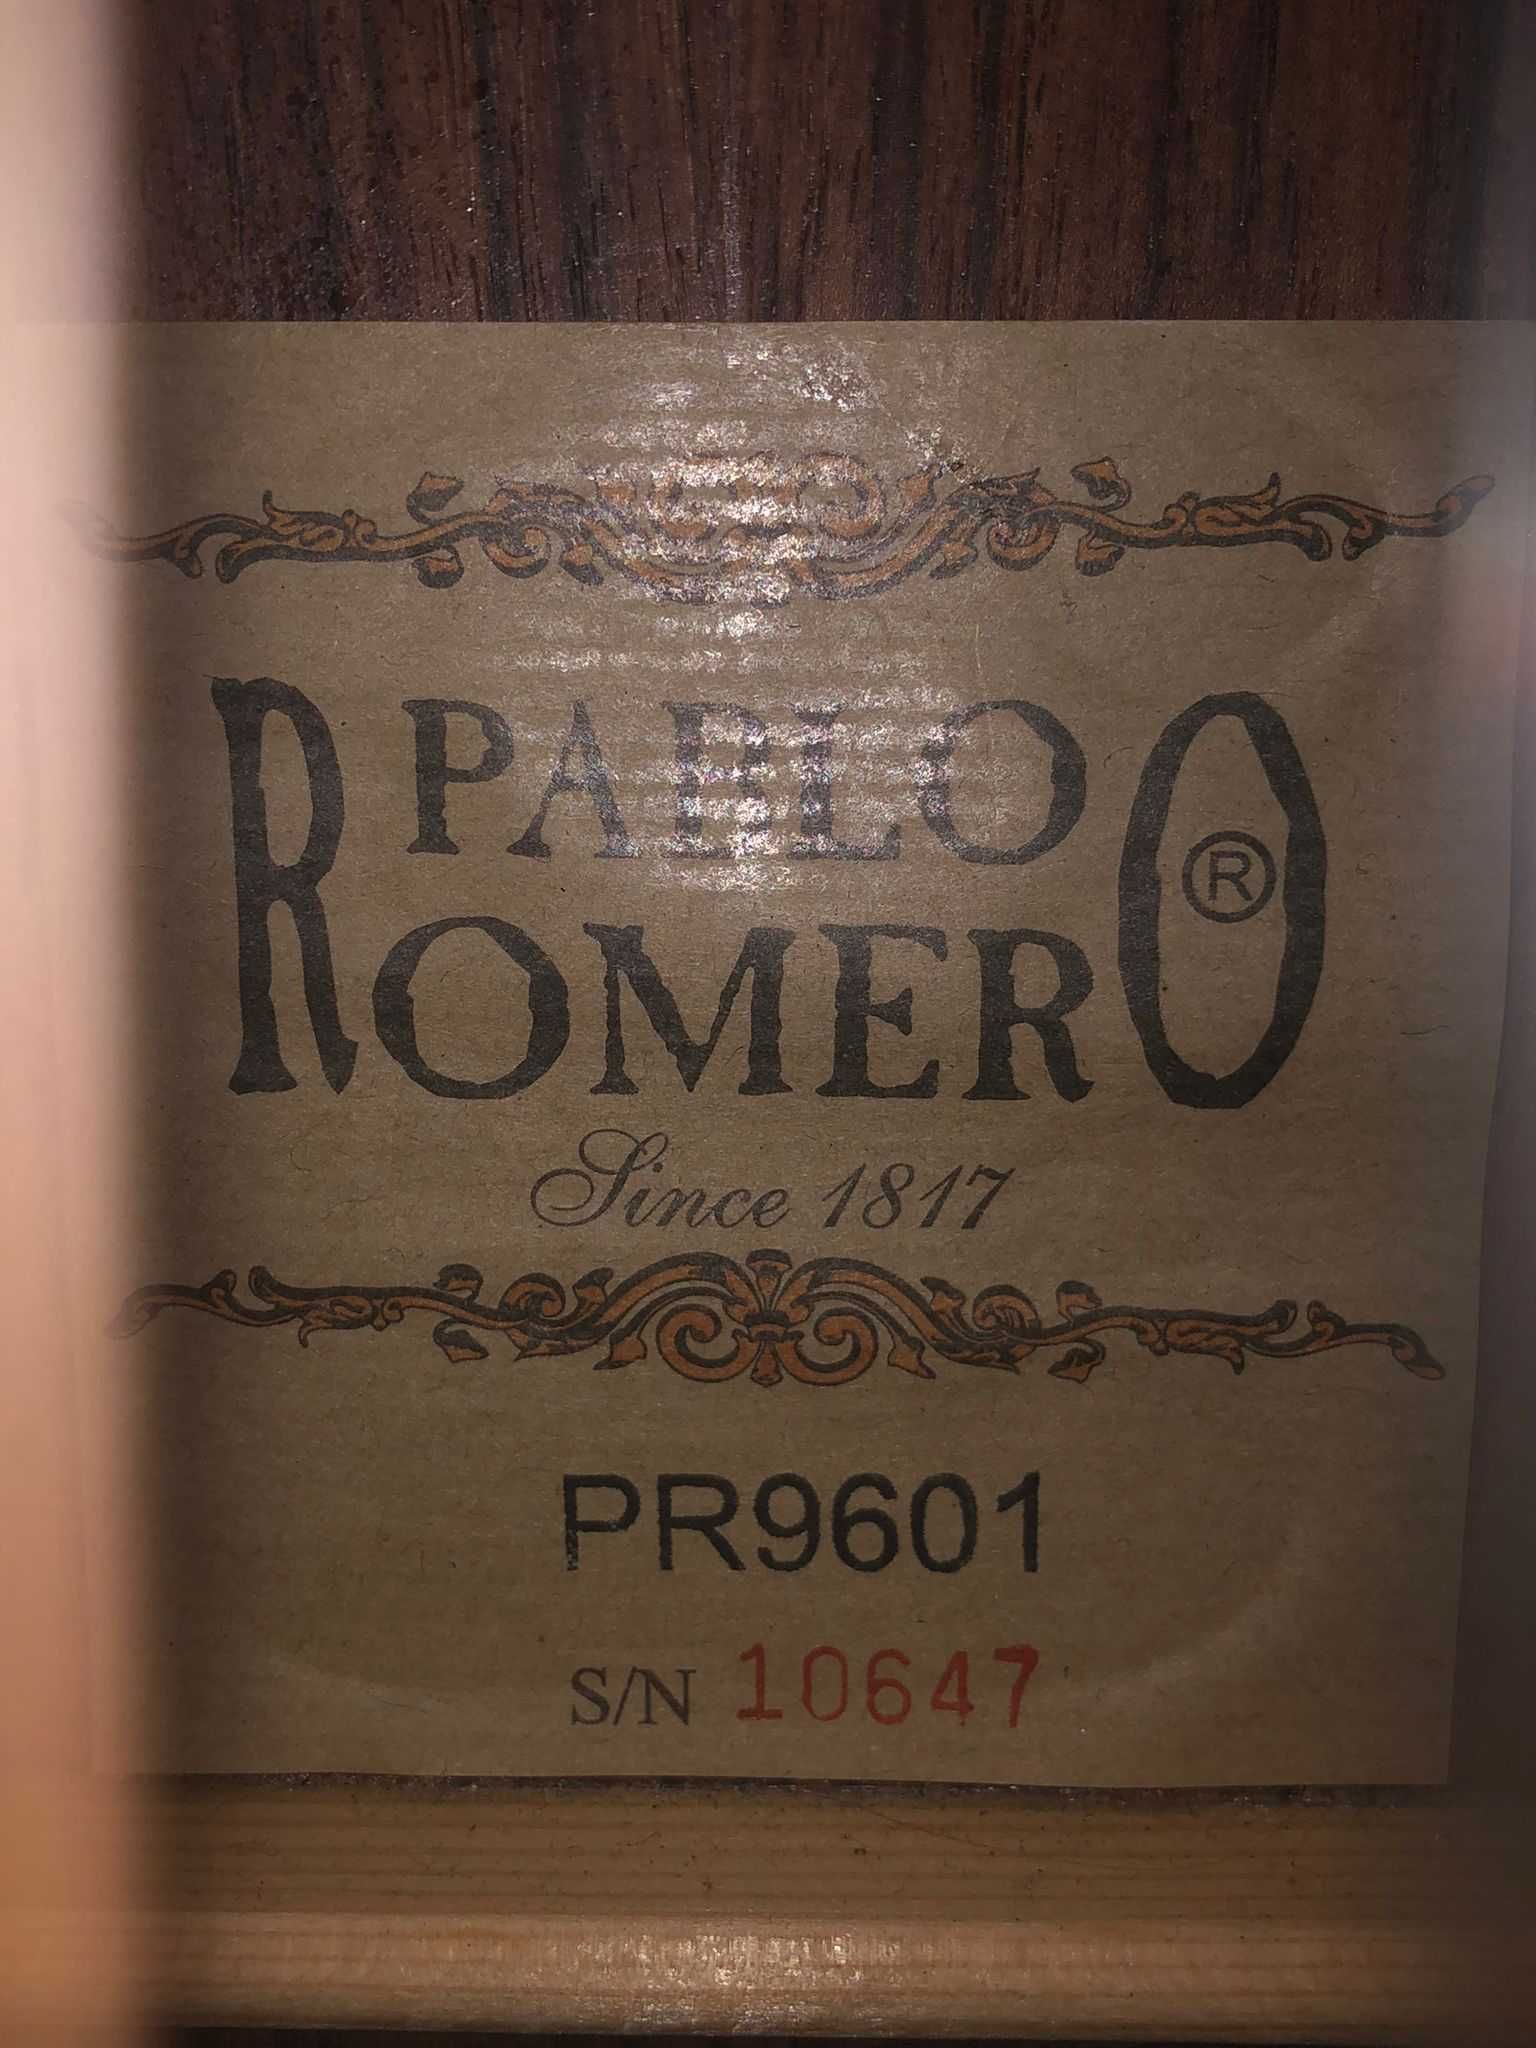 PABLO
ROMERO ®
Since 1817
PR9601
S/N 10647